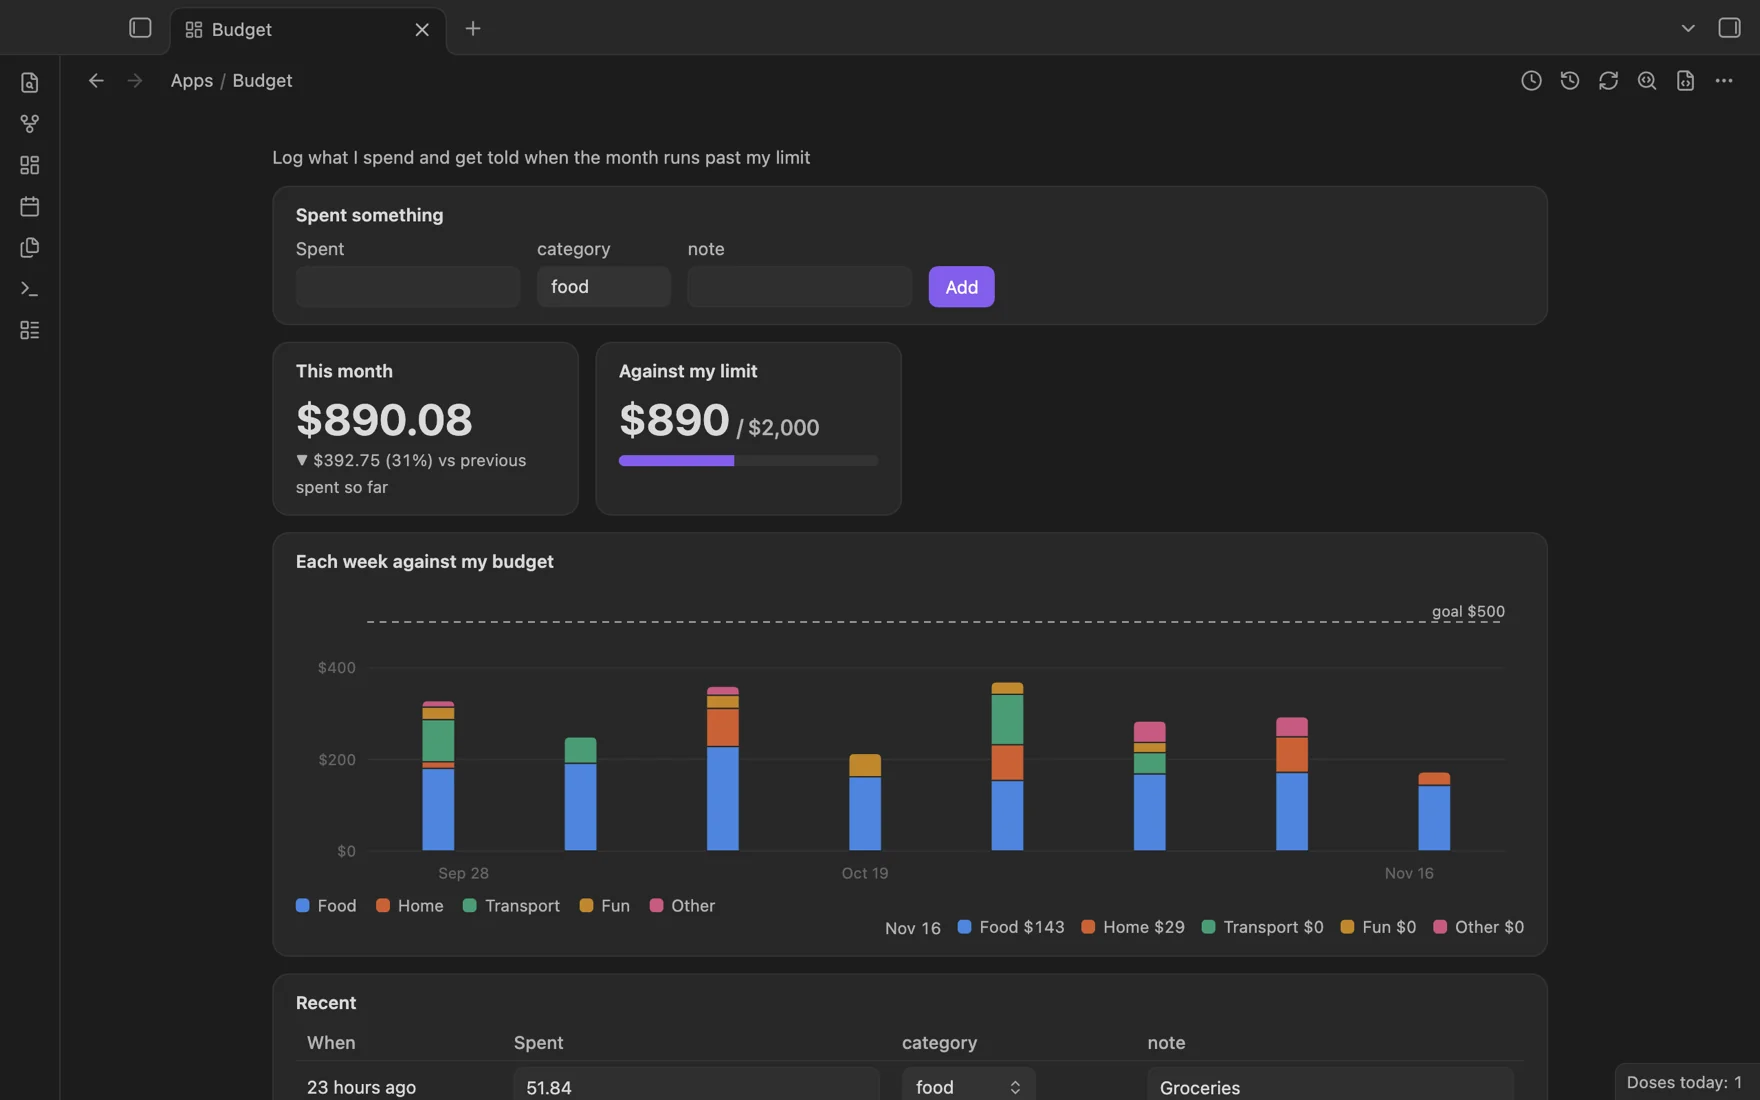 Budget
Apps / Budget
Log what I spend and get told when the month runs past my limit
Spent something
Spent category note
food Add
This month
$890.08
▼ $392.75 (31%) vs previous
spent so far
Against my limit
$890 / $2,000
Each week against my budget
goal $500
$400
$200
$0
Sep 28 Oct 19 Nov 16
Food Home Transport Fun Other
Nov 16 Food $143 Home $29 Transport $0 Fun $0 Other $0
Recent
When Spent category note
23 hours ago 51.84 food Groceries
Doses today: 1